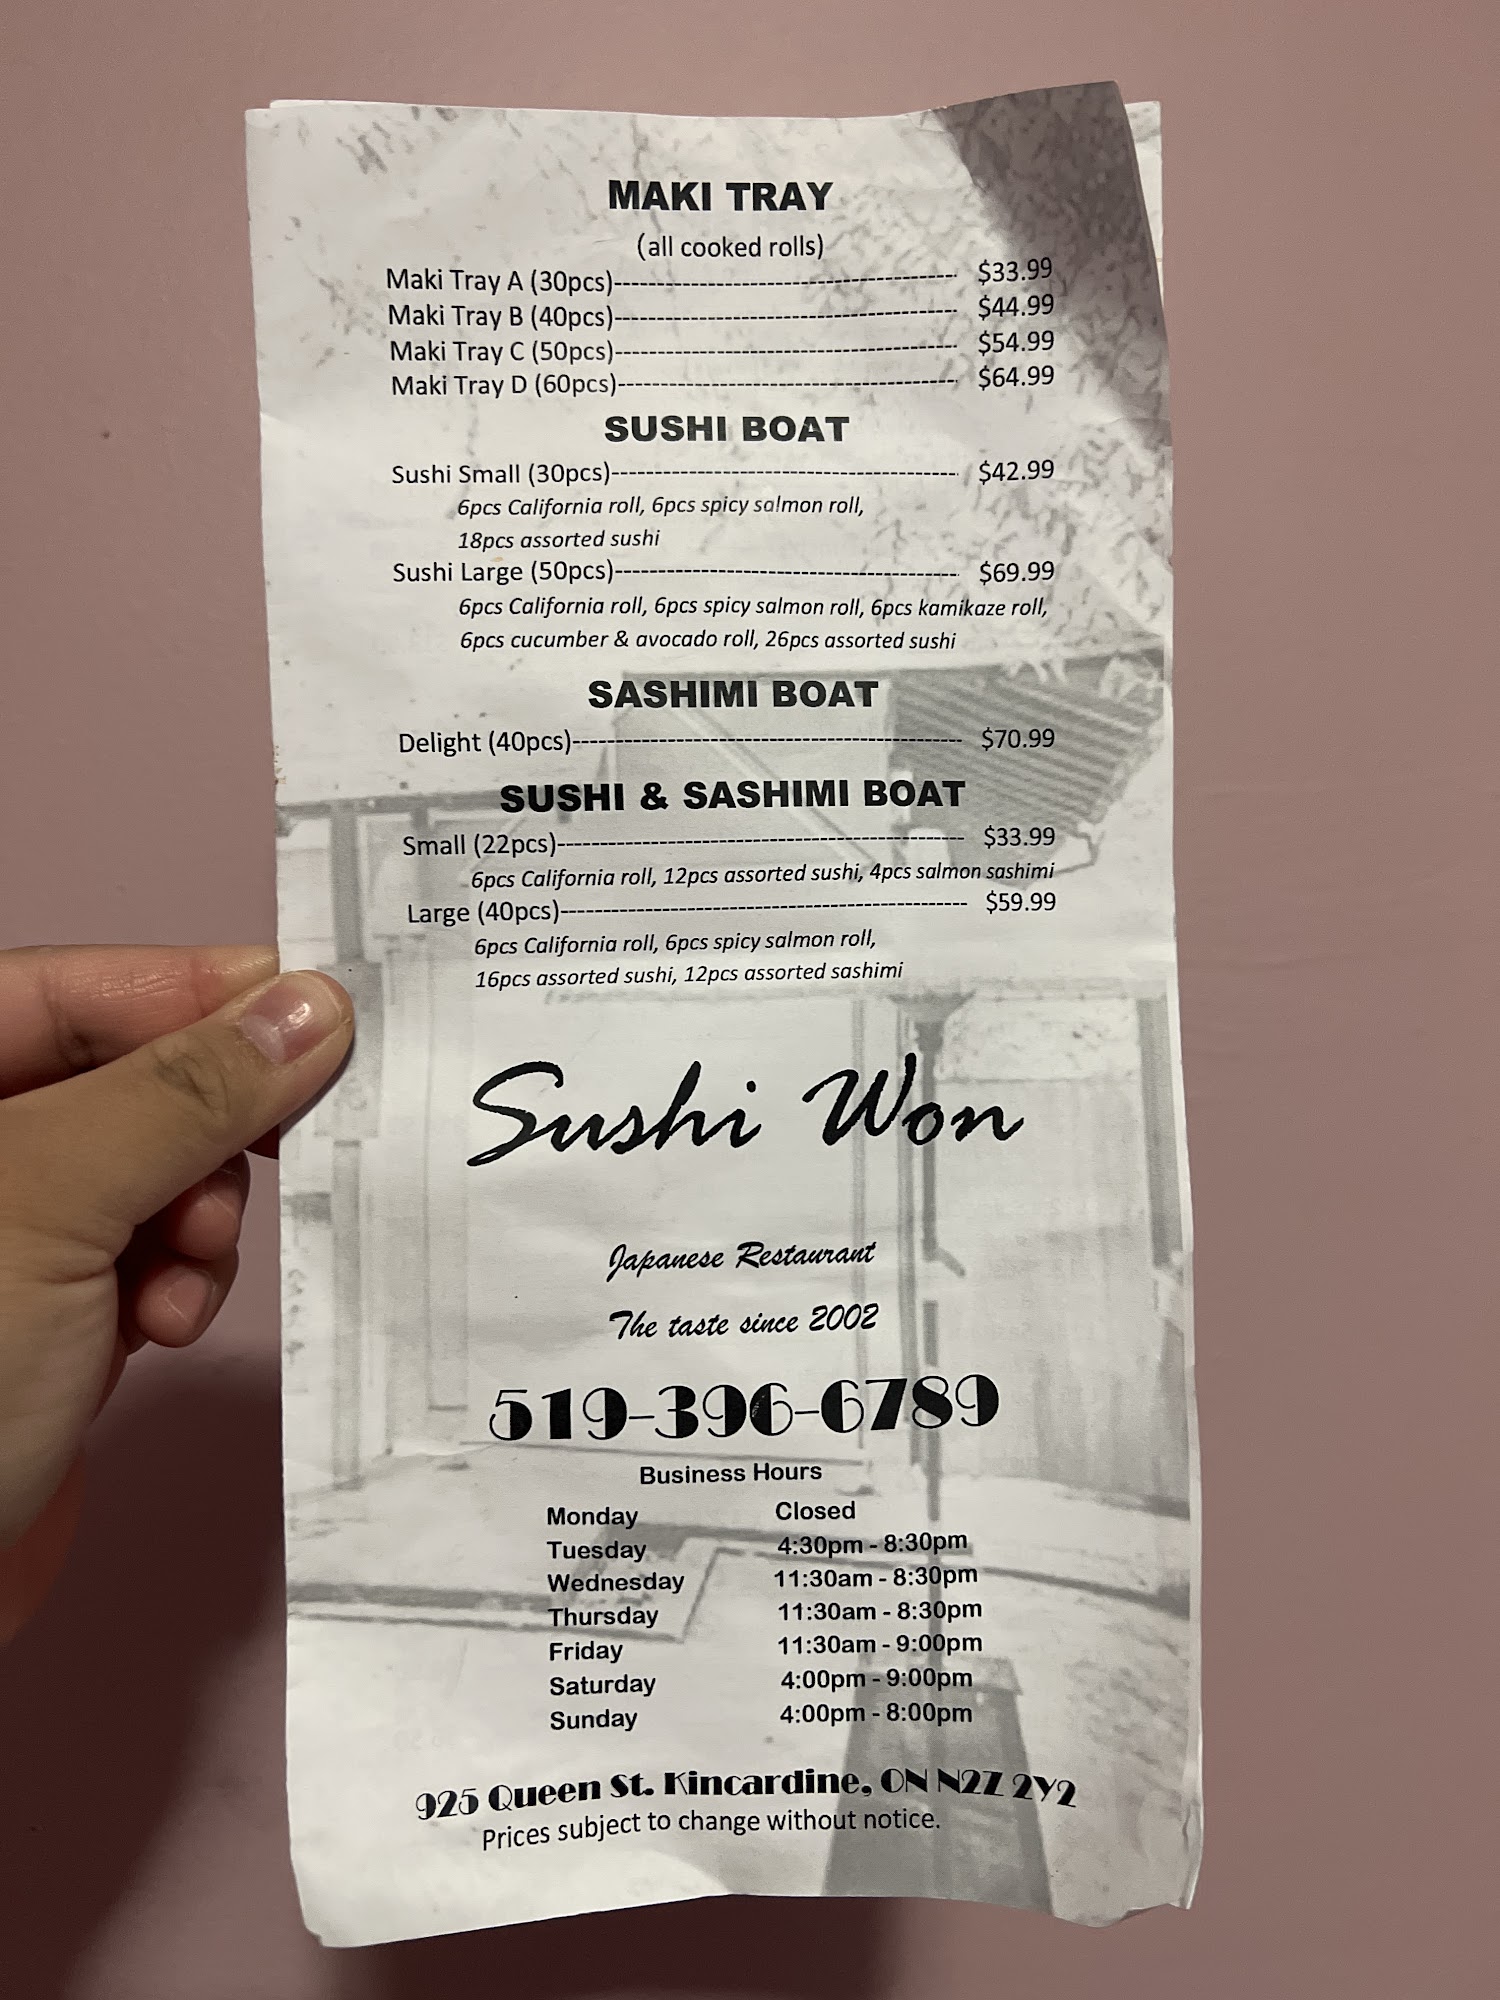 MAKI TRAY
(all cooked rolls)
Maki Tray A (30pcs)---------- $33.99
Maki Tray B (40pcs)---------- $44.99
Maki Tray C (50pcs)---------- $54.99
Maki Tray D (60pcs)---------- $64.99
SUSHI BOAT
Sushi Small (30pcs)---------- $42.99
6pcs California roll, 6pcs spicy salmon roll,
18pcs assorted sushi
Sushi Large (50pcs)---------- $69.99
6pcs California roll, 6pcs spicy salmon roll, 6pcs kamikaze roll,
6pcs cucumber & avocado roll, 26pcs assorted sushi
SASHIMI BOAT
Delight (40pcs)---------- $70.99
SUSHI & SASHIMI BOAT
Small (22pcs)---------- $33.99
6pcs California roll, 12pcs assorted sushi, 4pcs salmon sashimi
Large (40pcs)---------- $59.99
6pcs California roll, 6pcs spicy salmon roll,
16pcs assorted sushi, 12pcs assorted sashimi
Sushi Won
Japanese Restaurant
The taste since 2002
519-396-6789
Business Hours
Monday Closed
Tuesday 4:30pm - 8:30pm
Wednesday 11:30am - 8:30pm
Thursday 11:30am - 8:30pm
Friday 11:30am - 9:00pm
Saturday 4:00pm - 9:00pm
Sunday 4:00pm - 8:00pm
925 Queen St. Kincardine, ON N2Z 2Y2
Prices subject to change without notice.